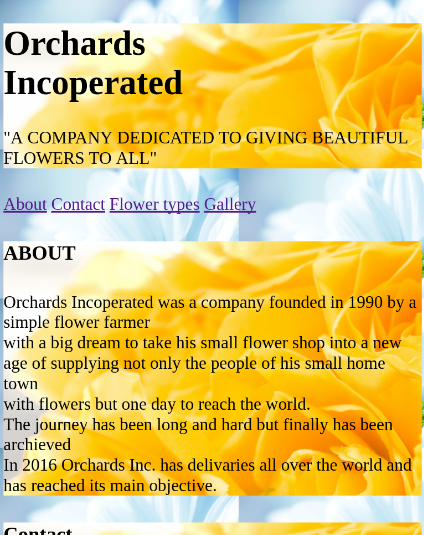 Orchards
Incoperated
"A COMPANY DEDICATED TO GIVING BEAUTIFUL
FLOWERS TO ALL"
About Contact Flower types Gallery
ABOUT
Orchards Incoperated was a company founded in 1990 by a
simple flower farmer
with a big dream to take his small flower shop into a new
age of supplying not only the people of his small home
town
with flowers but one day to reach the world.
The journey has been long and hard but finally has been
archieved
In 2016 Orchards Inc. has delivaries all over the world and
has reached its main objective.
Contact